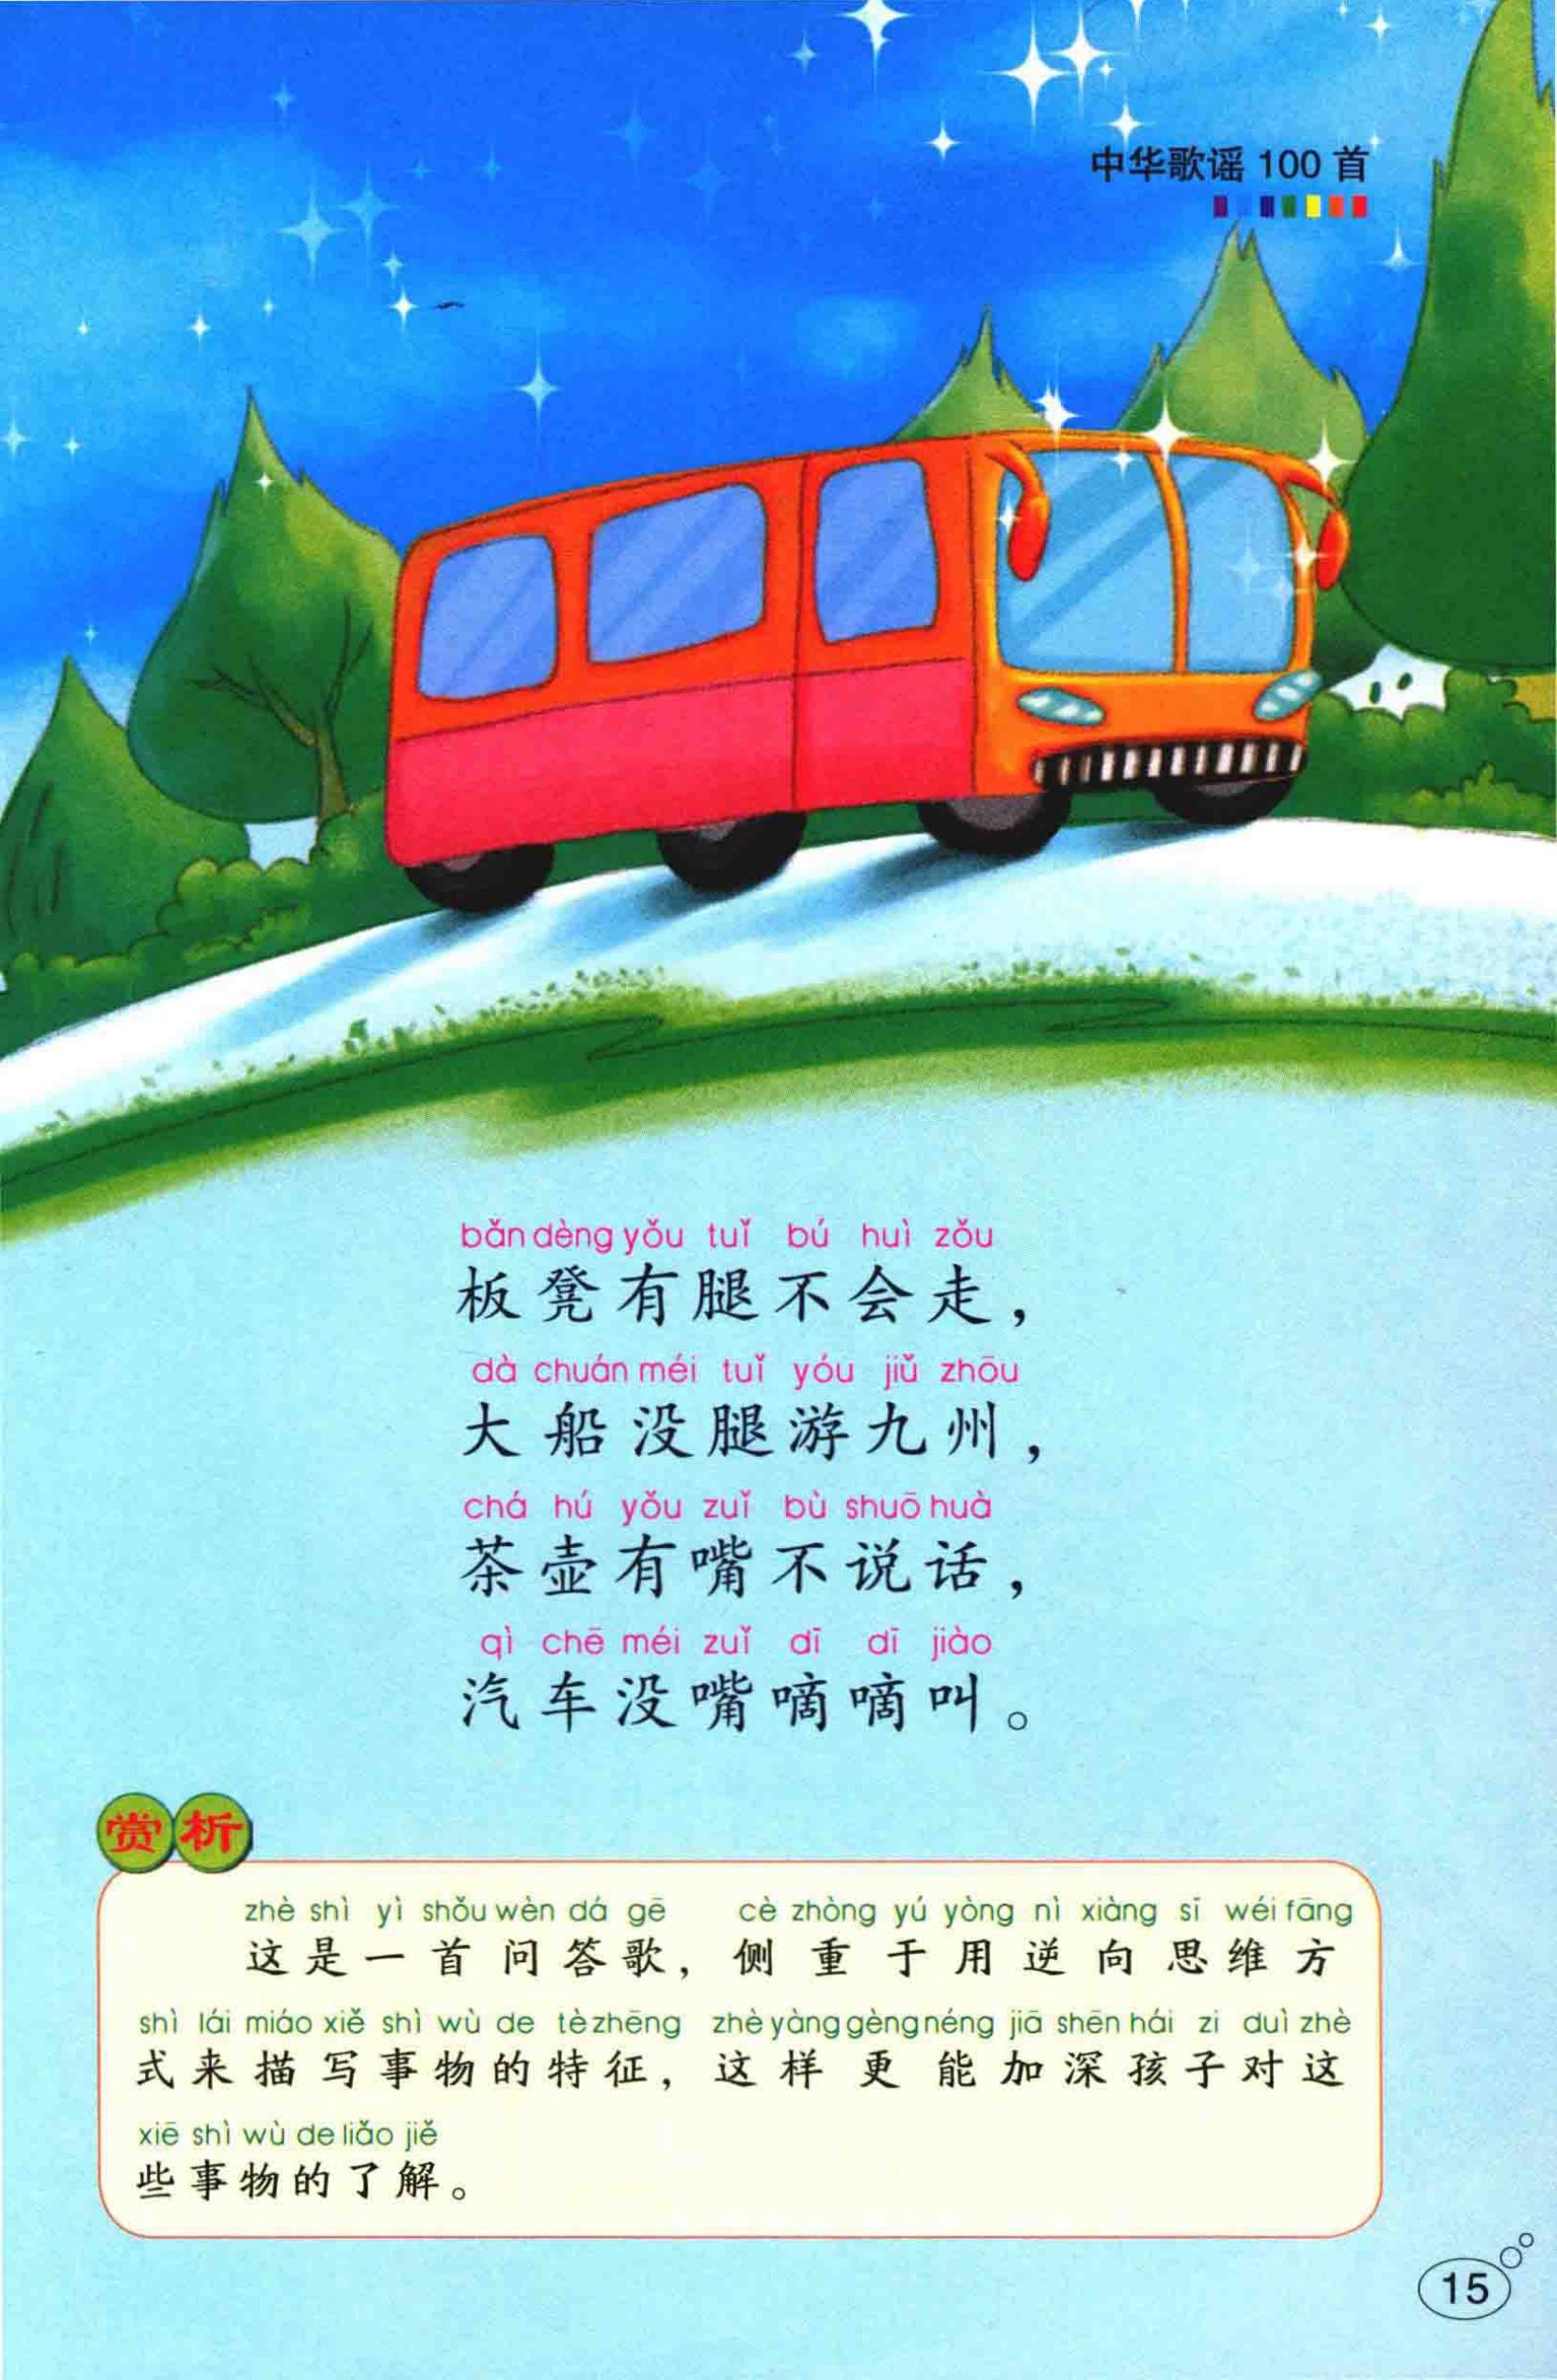 中华歌谣 100 首
bǎn dèng yǒu tuǐ bú huì zǒu
板凳有腿不会走，
dà chuán méi tuǐ yóu jiǔ zhōu
大船没腿游九州，
chá hú yǒu zuǐ bù shuō huà
茶壶有嘴不说话，
qì chē méi zuǐ dī dī jiào
汽车没嘴嘀嘀叫。
赏析
zhè shì yì shǒu wèn dá gē cè zhòng yú yòng nì xiàng sī wéi fāng
这是一首问答歌，侧重于用逆向思维方
shì lái miáo xiě shì wù de tè zhēng zhè yàng gèng néng jiā shēn hái zi duì zhè
式来描写事物的特征，这样更能加深孩子对这
xiē shì wù de liǎo jiě
些事物的了解。
15